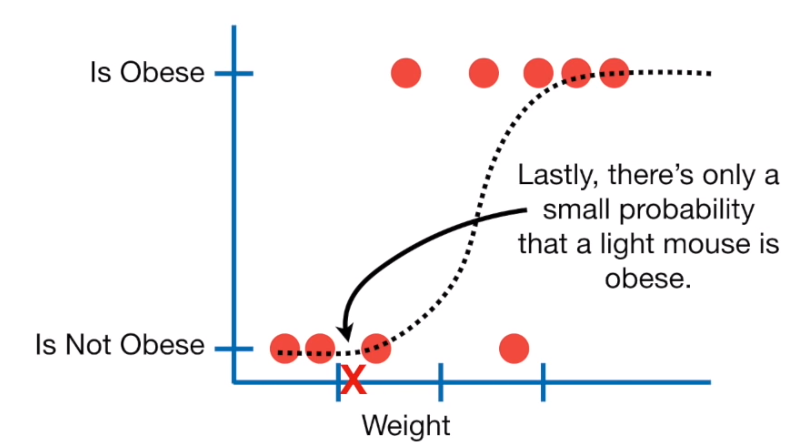 Is Obese
Lastly, there's only a
small probability
that a light mouse is
obese.
Is Not Obese
X
Weight